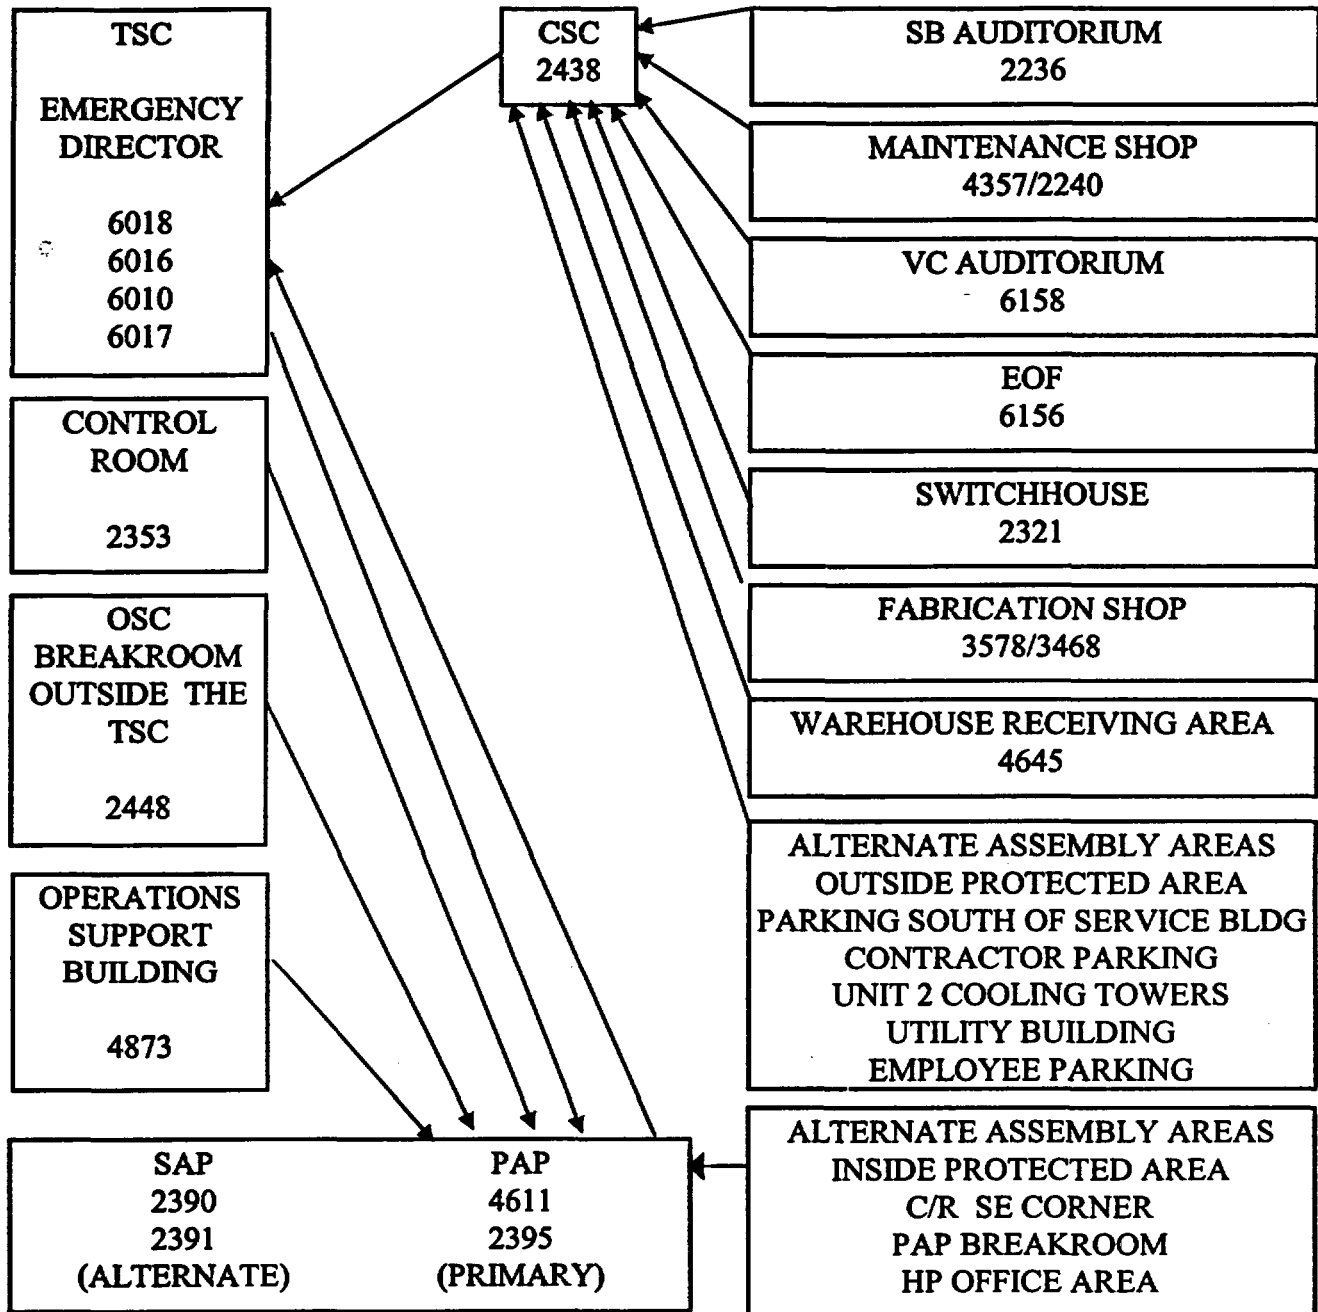 TSC
EMERGENCY
DIRECTOR
6018
6016
6010
6017
CONTROL
ROOM
2353
OSC
BREAKROOM
OUTSIDE THE
TSC
2448
OPERATIONS
SUPPORT
BUILDING
4873
SAP
2390
2391
(ALTERNATE)
PAP
4611
2395
(PRIMARY)
CSC
2438
SB AUDITORIUM
2236
MAINTENANCE SHOP
4357/2240
VC AUDITORIUM
6158
EOF
6156
SWITCHHOUSE
2321
FABRICATION SHOP
3578/3468
WAREHOUSE RECEIVING AREA
4645
ALTERNATE ASSEMBLY AREAS
OUTSIDE PROTECTED AREA
PARKING SOUTH OF SERVICE BLDG
CONTRACTOR PARKING
UNIT 2 COOLING TOWERS
UTILITY BUILDING
EMPLOYEE PARKING
ALTERNATE ASSEMBLY AREAS
INSIDE PROTECTED AREA
C/R SE CORNER
PAP BREAKROOM
HP OFFICE AREA